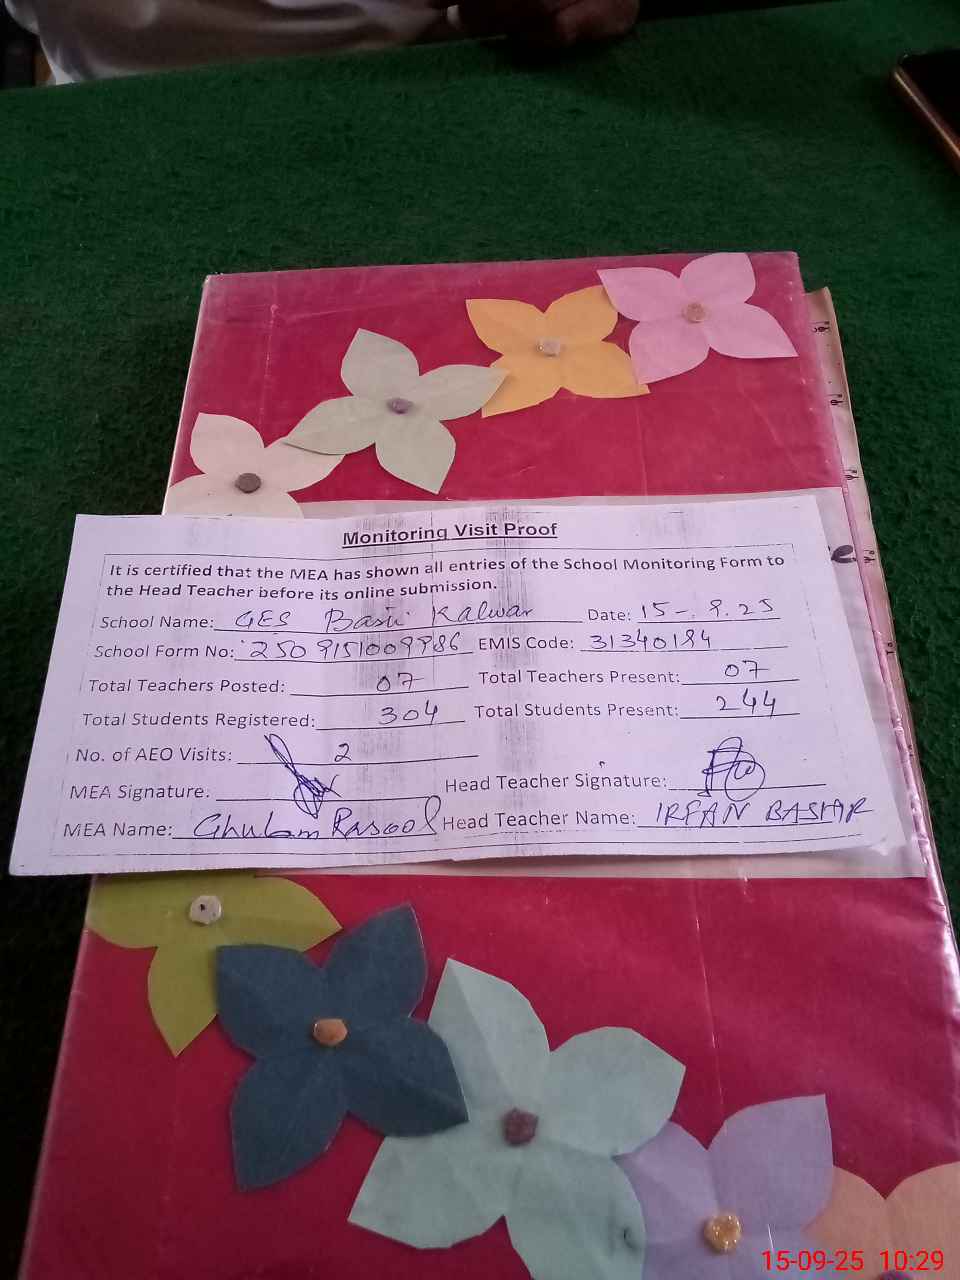 Monitoring Visit Proof
It is certified that the MEA has shown all entries of the School Monitoring Form to
the Head Teacher before its online submission.
School Name: GES Basti Kalwar Date: 15-9.25
School Form No: 2509151009986 EMIS Code: 31340194
Total Teachers Posted: 07 Total Teachers Present: 07
Total Students Registered: 304 Total Students Present: 244
No. of AEO Visits: 2
MEA Signature: Head Teacher Signature:
MEA Name: Ghulam Rasool Head Teacher Name: IRFAN BASHAR
15-09-25 10:29